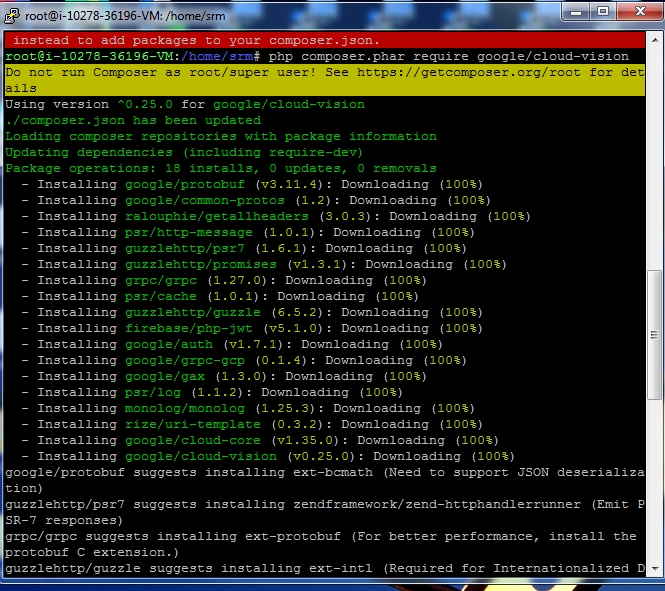 root@i-10278-36196-VM: /home/srm
instead to add packages to your composer.json.
root@i-10278-36196-VM:/home/srm# php composer.phar require google/cloud-vision
Do not run Composer as root/super user! See https://getcomposer.org/root for det
ails
Using version ^0.25.0 for google/cloud-vision
./composer.json has been updated
Loading composer repositories with package information
Updating dependencies (including require-dev)
Package operations: 18 installs, 0 updates, 0 removals
- Installing google/protobuf (v3.11.4): Downloading (100%)
- Installing google/common-protos (1.2): Downloading (100%)
- Installing ralouphie/getallheaders (3.0.3): Downloading (100%)
- Installing psr/http-message (1.0.1): Downloading (100%)
- Installing guzzlehttp/psr7 (1.6.1): Downloading (100%)
- Installing guzzlehttp/promises (v1.3.1): Downloading (100%)
- Installing grpc/grpc (1.27.0): Downloading (100%)
- Installing psr/cache (1.0.1): Downloading (100%)
- Installing guzzlehttp/guzzle (6.5.2): Downloading (100%)
- Installing firebase/php-jwt (v5.1.0): Downloading (100%)
- Installing google/auth (v1.7.1): Downloading (100%)
- Installing google/grpc-gcp (0.1.4): Downloading (100%)
- Installing google/gax (1.3.0): Downloading (100%)
- Installing psr/log (1.1.2): Downloading (100%)
- Installing monolog/monolog (1.25.3): Downloading (100%)
- Installing rize/uri-template (0.3.2): Downloading (100%)
- Installing google/cloud-core (v1.35.0): Downloading (100%)
- Installing google/cloud-vision (v0.25.0): Downloading (100%)
google/protobuf suggests installing ext-bcmath (Need to support JSON deserializa
tion)
guzzlehttp/psr7 suggests installing zendframework/zend-httphandlerrunner (Emit P
SR-7 responses)
grpc/grpc suggests installing ext-protobuf (For better performance, install the
protobuf C extension.)
guzzlehttp/guzzle suggests installing ext-intl (Required for Internationalized D